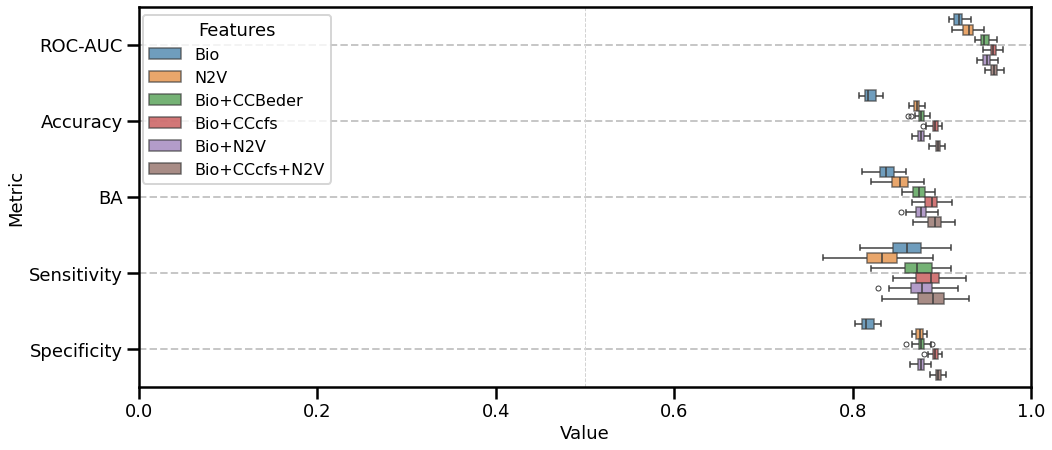 Features
Bio
N2V
Bio+CCBeder
Bio+CCcfs
Bio+N2V
Bio+CCcfs+N2V
Metric
ROC-AUC
Accuracy
BA
Sensitivity
Specificity
0.0 0.2 0.4 0.6 0.8 1.0
Value